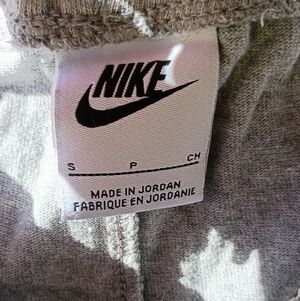 NIKE
S P CH
MADE IN JORDAN
FABRIQUE EN JORDANIE